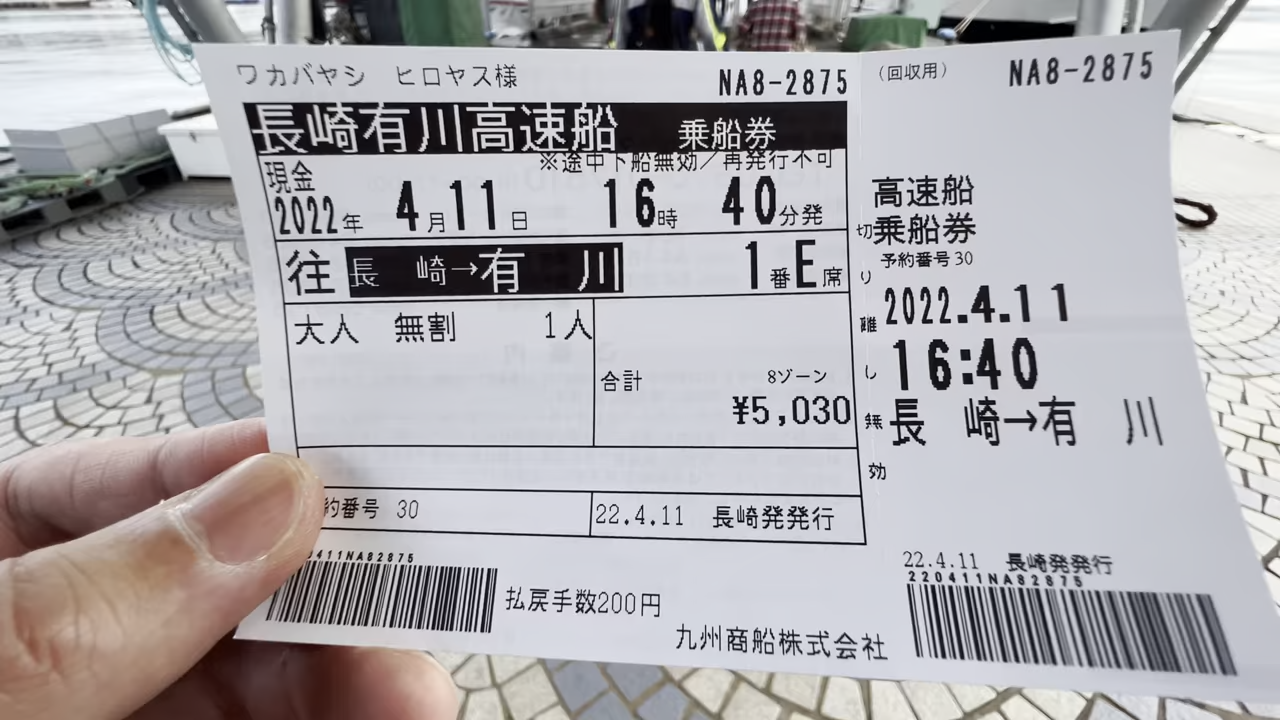 ワカバヤシ ヒロヤス様 NA8-2875
長崎有川高速船 乗船券
※途中下船無効／再発行不可
現金
2022年 4月11日 16時 40分発
往 長 崎→有 川 1番E席
大人 無割 1人
合計 8ゾーン
¥5,030
約番号 30
22.4.11 長崎発発行
0411NA82875
払戻手数200円
九州商船株式会社
切り離し無効
（回収用） NA8-2875
高速船
乗船券
予約番号30
2022.4.11
16:40
長 崎→有 川
22.4.11 長崎発発行
220411NA82875